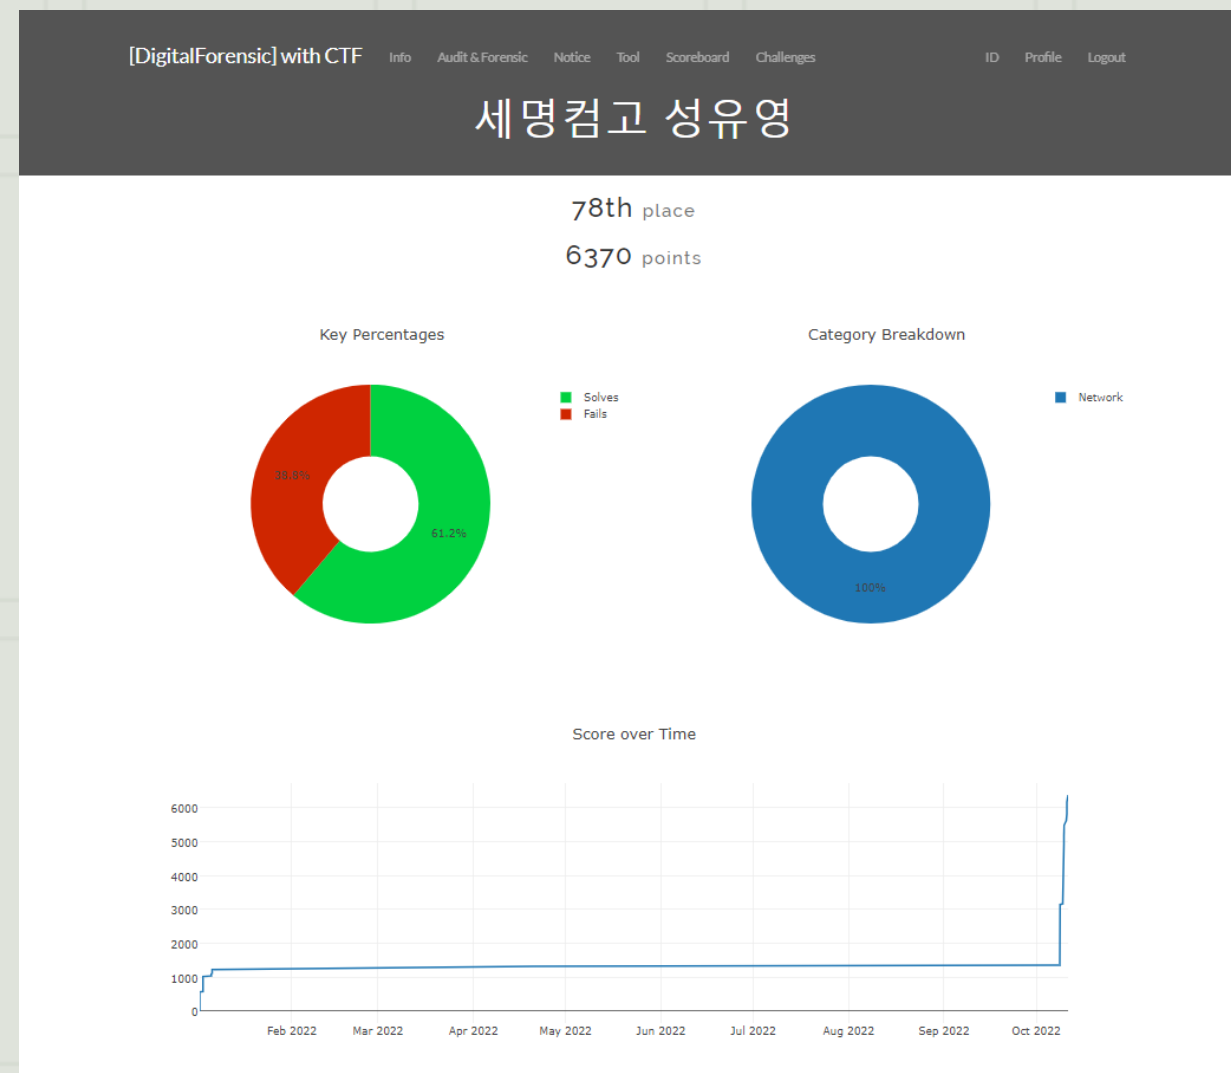 [DigitalForensic] with CTF Info Audit & Forensic Notice Tool Scoreboard Challenges ID Profile Logout
세명컴고 성유영
78th place
6370 points
Key Percentages
Solves
Fails
38.8%
61.2%
Category Breakdown
Network
100%
Score over Time
6000
5000
4000
3000
2000
1000
0
Feb 2022 Mar 2022 Apr 2022 May 2022 Jun 2022 Jul 2022 Aug 2022 Sep 2022 Oct 2022